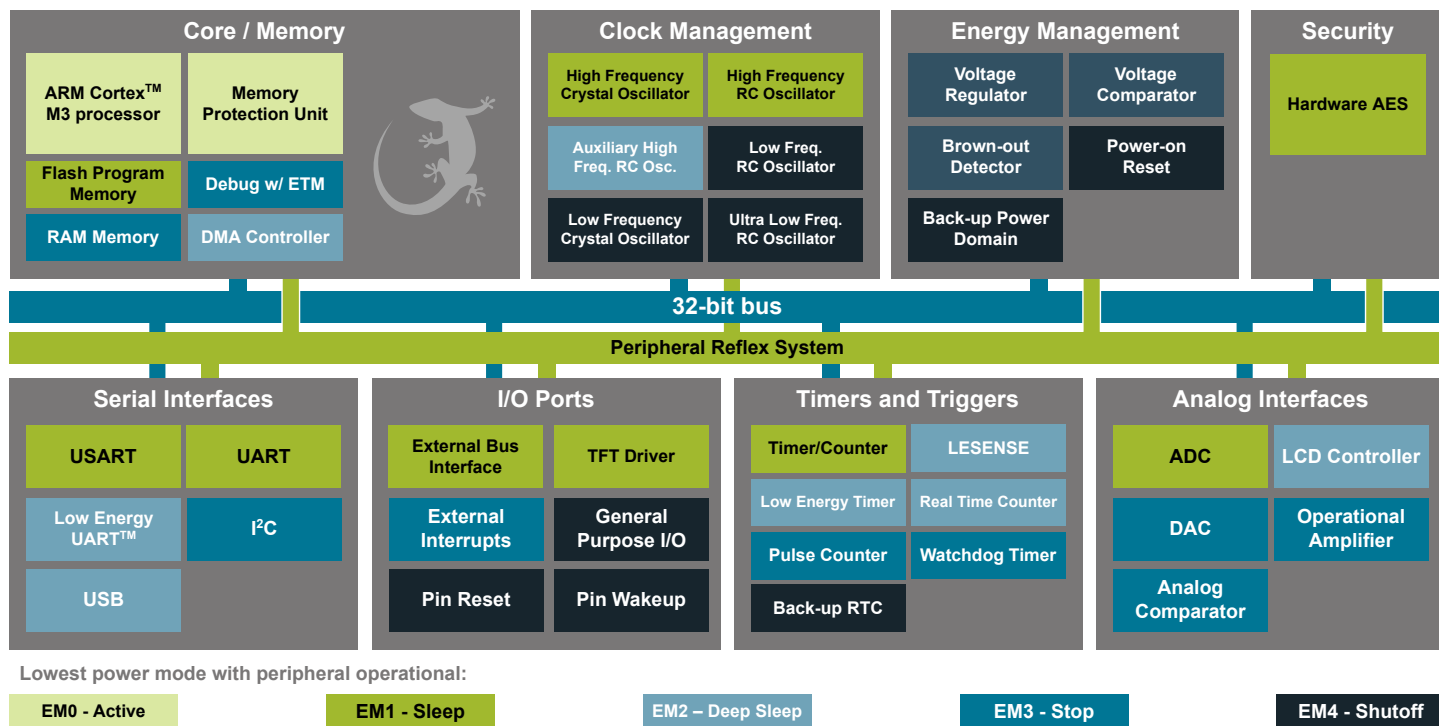 Core / Memory
ARM Cortex™
M3 processor
Memory
Protection Unit
Flash Program
Memory
Debug w/ ETM
RAM Memory
DMA Controller
Clock Management
High Frequency
Crystal Oscillator
High Frequency
RC Oscillator
Auxiliary High
Freq. RC Osc.
Low Freq.
RC Oscillator
Low Frequency
Crystal Oscillator
Ultra Low Freq.
RC Oscillator
Energy Management
Voltage
Regulator
Voltage
Comparator
Brown-out
Detector
Power-on
Reset
Back-up Power
Domain
Security
Hardware AES
32-bit bus
Peripheral Reflex System
Serial Interfaces
USART
UART
Low Energy
UART™
I²C
USB
I/O Ports
External Bus
Interface
TFT Driver
External
Interrupts
General
Purpose I/O
Pin Reset
Pin Wakeup
Timers and Triggers
Timer/Counter
LESENSE
Low Energy Timer
Real Time Counter
Pulse Counter
Watchdog Timer
Back-up RTC
Analog Interfaces
ADC
LCD Controller
DAC
Operational
Amplifier
Analog
Comparator
Lowest power mode with peripheral operational:
EM0 - Active
EM1 - Sleep
EM2 – Deep Sleep
EM3 - Stop
EM4 - Shutoff